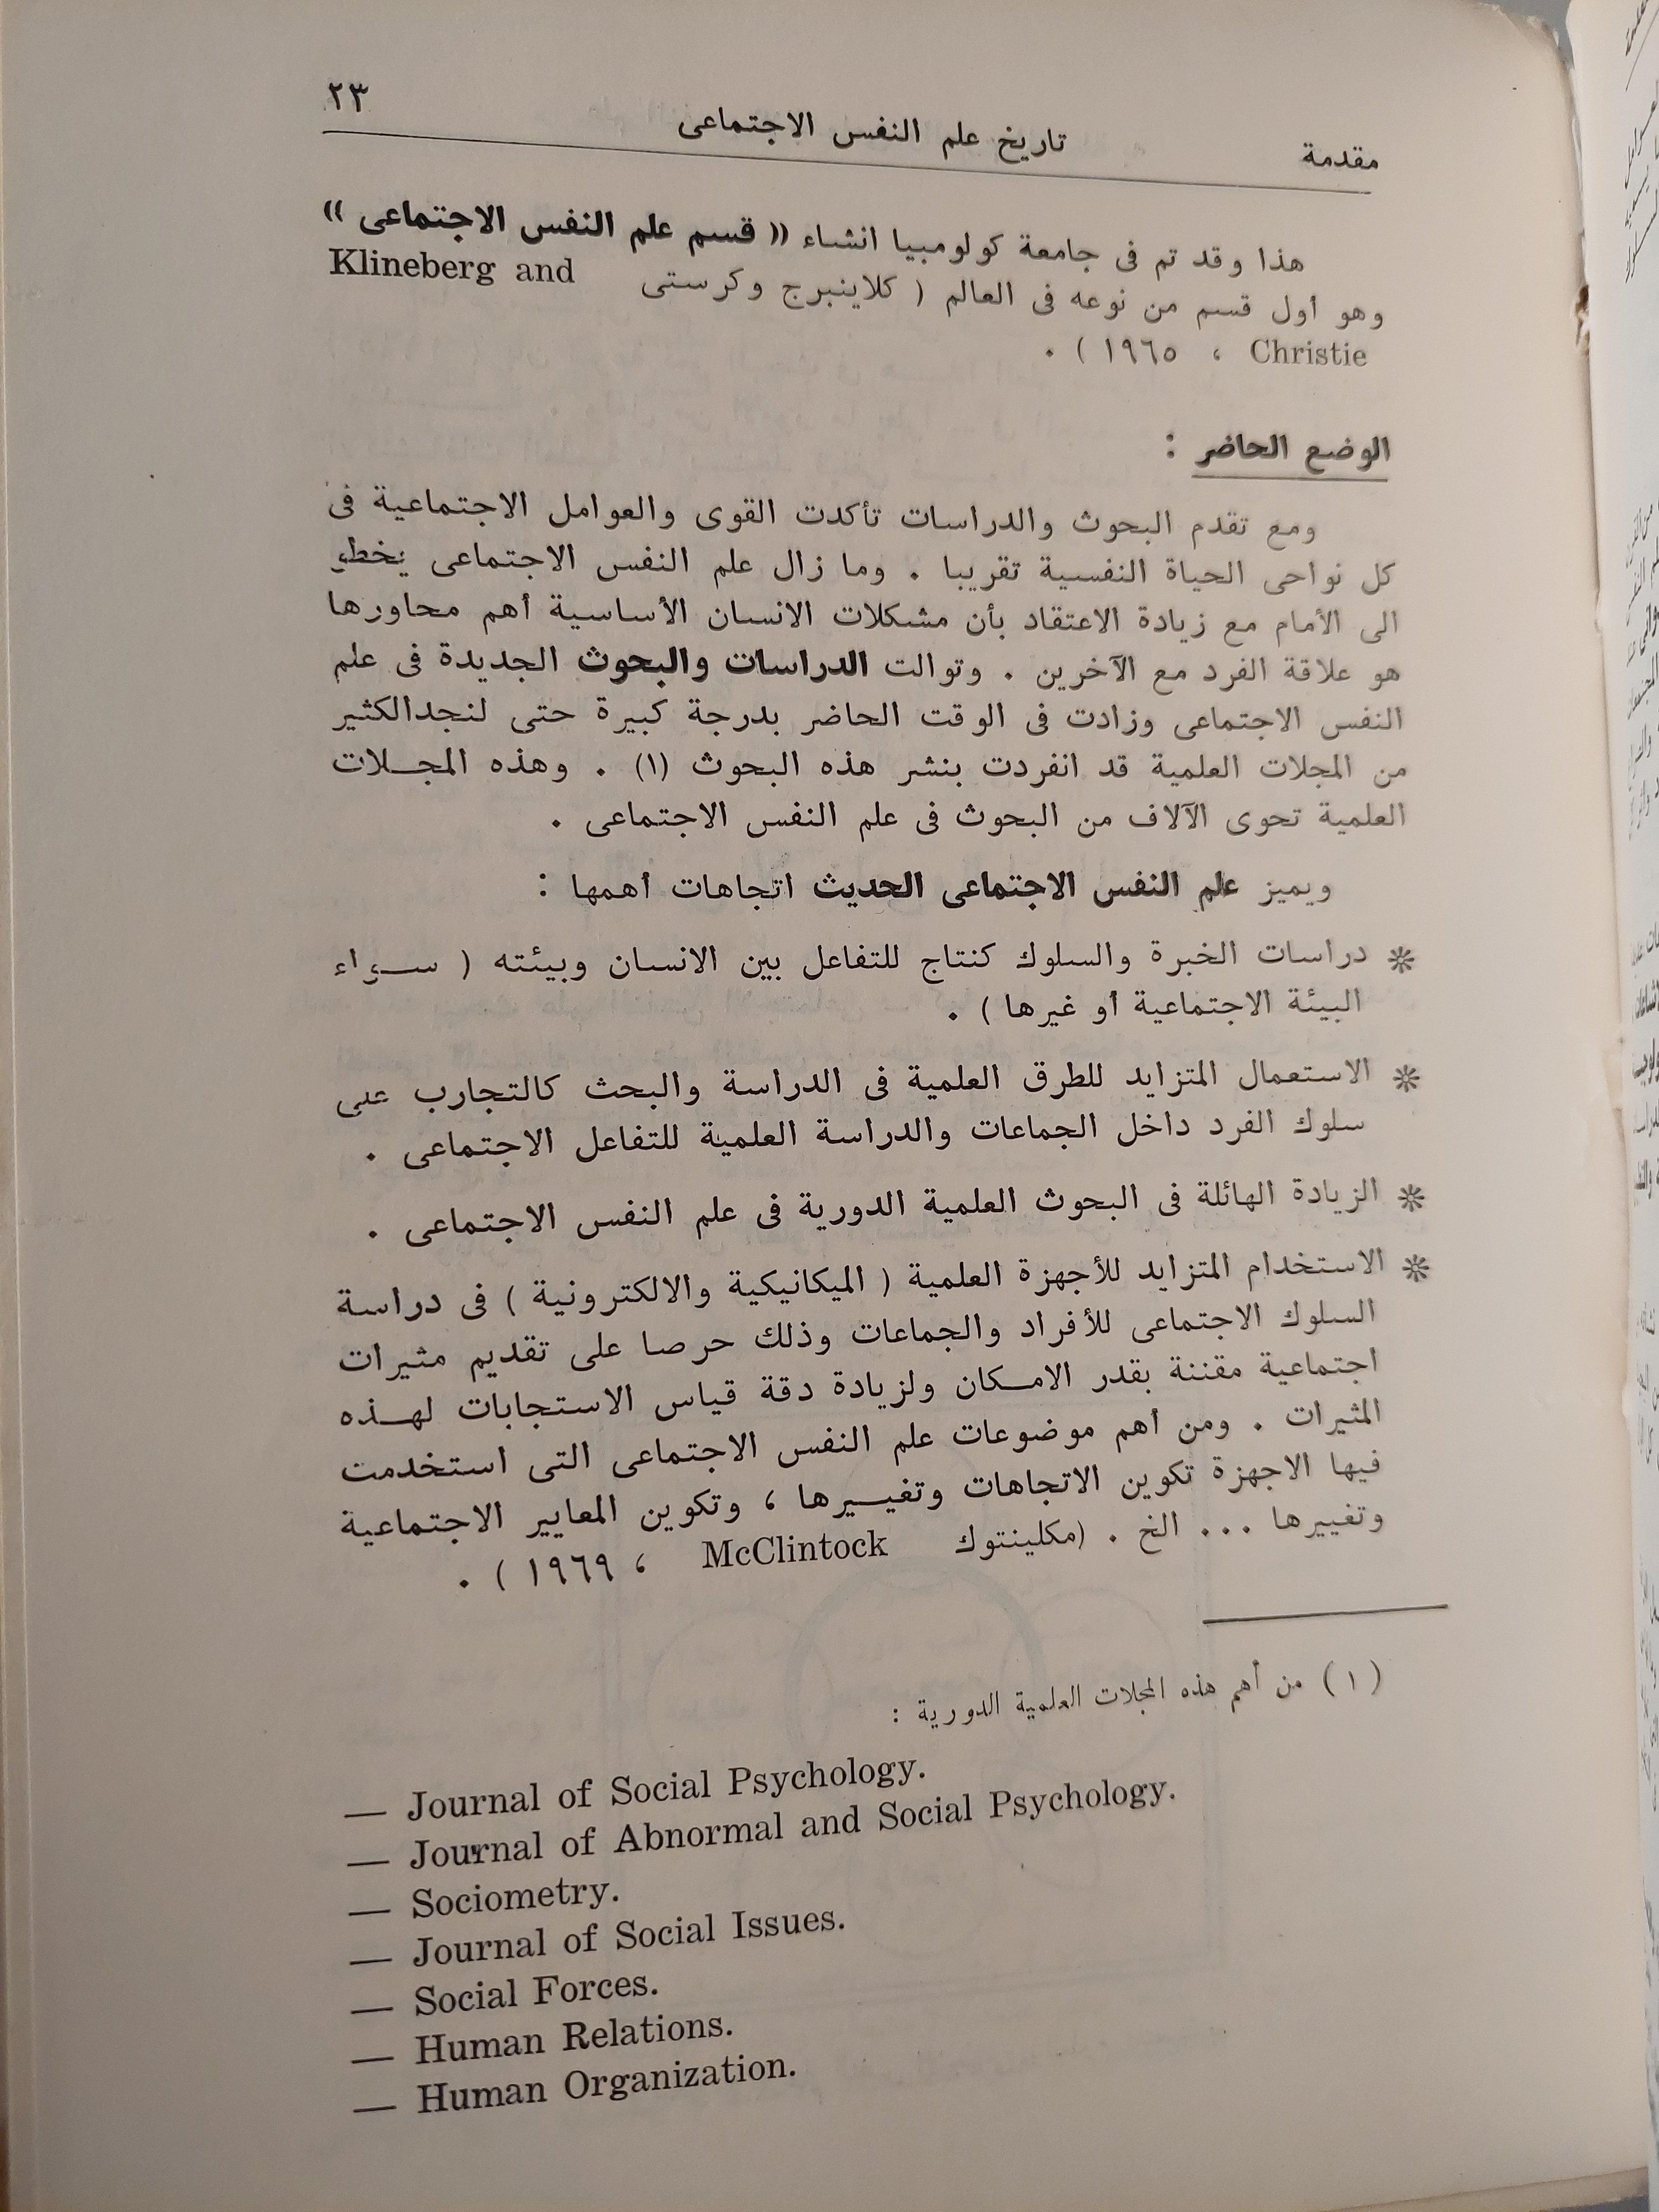 مقدمة تاريخ علم النفس الاجتماعى ٢٣
هذا وقد تم فى جامعة كولومبيا انشاء « قسم علم النفس الاجتماعى »
وهو أول قسم من نوعه فى العالم ( كلاينبرج وكرستى Klineberg and
Christie ، ١٩٦٥ ) .
الوضع الحاضر :
ومع تقدم البحوث والدراسات تأكدت القوى والعوامل الاجتماعية فى
كل نواحى الحياة النفسية تقريبا . وما زال علم النفس الاجتماعى يخطو
الى الأمام مع زيادة الاعتقاد بأن مشكلات الانسان الأساسية أهم محاورها
هو علاقة الفرد مع الآخرين . وتوالت الدراسات والبحوث الجديدة فى علم
النفس الاجتماعى وزادت فى الوقت الحاضر بدرجة كبيرة حتى لنجدالكثير
من المجلات العلمية قد انفردت بنشر هذه البحوث (١) . وهذه المجـلات
العلمية تحوى الآلاف من البحوث فى علم النفس الاجتماعى .
ويميز علم النفس الاجتماعى الحديث اتجاهات أهمها :
* دراسات الخبرة والسلوك كنتاج للتفاعل بين الانسان وبيئته ( ســواء
البيئة الاجتماعية أو غيرها ) .
* الاستعمال المتزايد للطرق العلمية فى الدراسة والبحث كالتجارب على
سلوك الفرد داخل الجماعات والدراسة العلمية للتفاعل الاجتماعى .
* الزيادة الهائلة فى البحوث العلمية الدورية فى علم النفس الاجتماعى .
* الاستخدام المتزايد للأجهزة العلمية ( الميكانيكية والالكترونية ) فى دراسة
السلوك الاجتماعى للأفراد والجماعات وذلك حرصا على تقديم مثيرات
اجتماعية مقننة بقدر الامـكان ولزيادة دقة قياس الاستجابات لهـذه
المثيرات . ومن أهم موضوعات علم النفس الاجتماعى التى استخدمت
فيها الاجهزة تكوين الاتجاهات وتغيـيرها ، وتكوين المعايير الاجتماعية
وتغييرها ... الخ . (مكلينتوك McClintock ، ١٩٦٩ ) .
( ١ ) من أهم هذه المجلات العلمية الدورية :
— Journal of Social Psychology.
— Journal of Abnormal and Social Psychology.
— Sociometry.
— Journal of Social Issues.
— Social Forces.
— Human Relations.
— Human Organization.